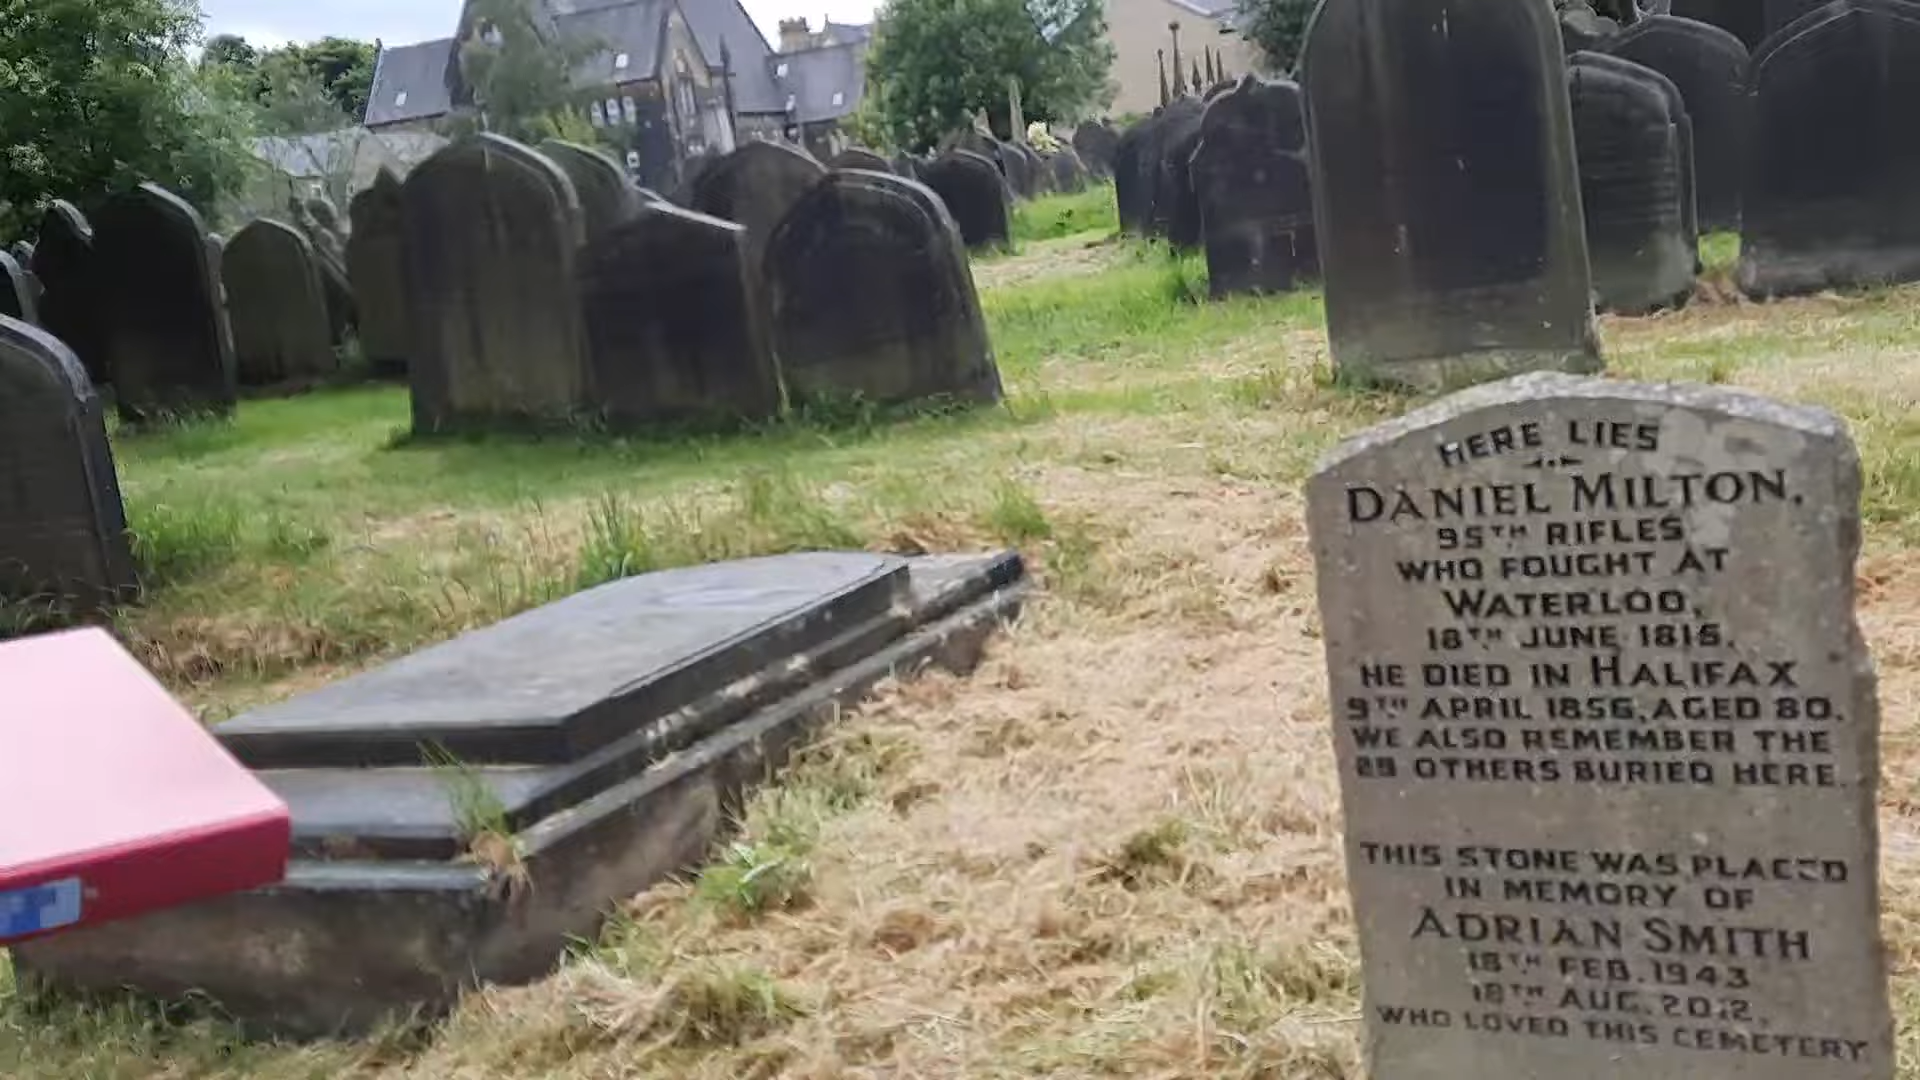 HERE LIES
DANIEL MILTON,
95TH RIFLES
WHO FOUGHT AT
WATERLOO,
18TH JUNE 1815.
HE DIED IN HALIFAX
9TH APRIL 1856, AGED 80.
WE ALSO REMEMBER THE
29 OTHERS BURIED HERE.
THIS STONE WAS PLACED
IN MEMORY OF
ADRIAN SMITH
18TH FEB. 1943
18TH AUG. 2012,
WHO LOVED THIS CEMETERY